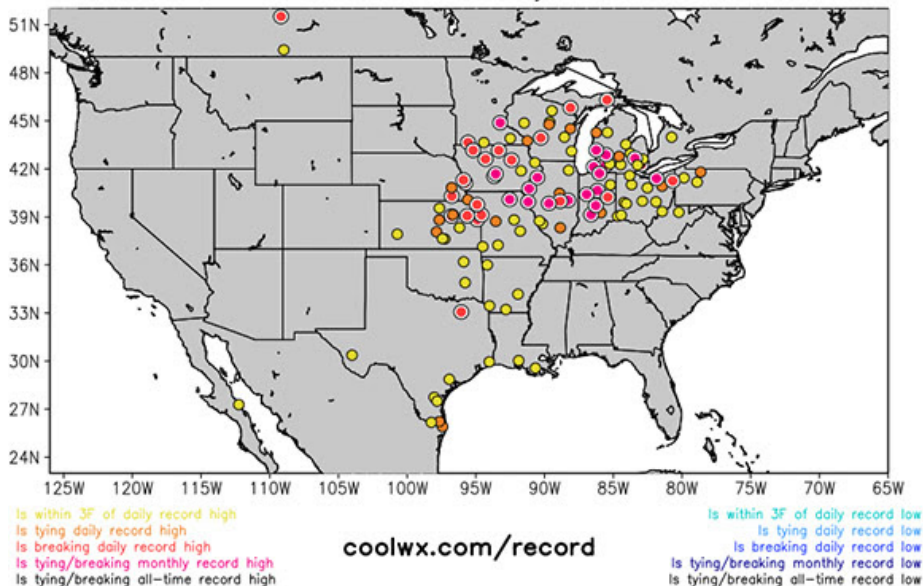 51N
48N
45N
42N
39N
36N
33N
30N
27N
24N
125W 120W 115W 110W 105W 100W 95W 90W 85W 80W 75W 70W 65W
Is within 3F of daily record high
Is tying daily record high
Is breaking daily record high
Is tying/breaking monthly record high
Is tying/breaking all-time record high
coolwx.com/record
Is within 3F of daily record low
Is tying daily record low
Is breaking daily record low
Is tying/breaking monthly record low
Is tying/breaking all-time record low